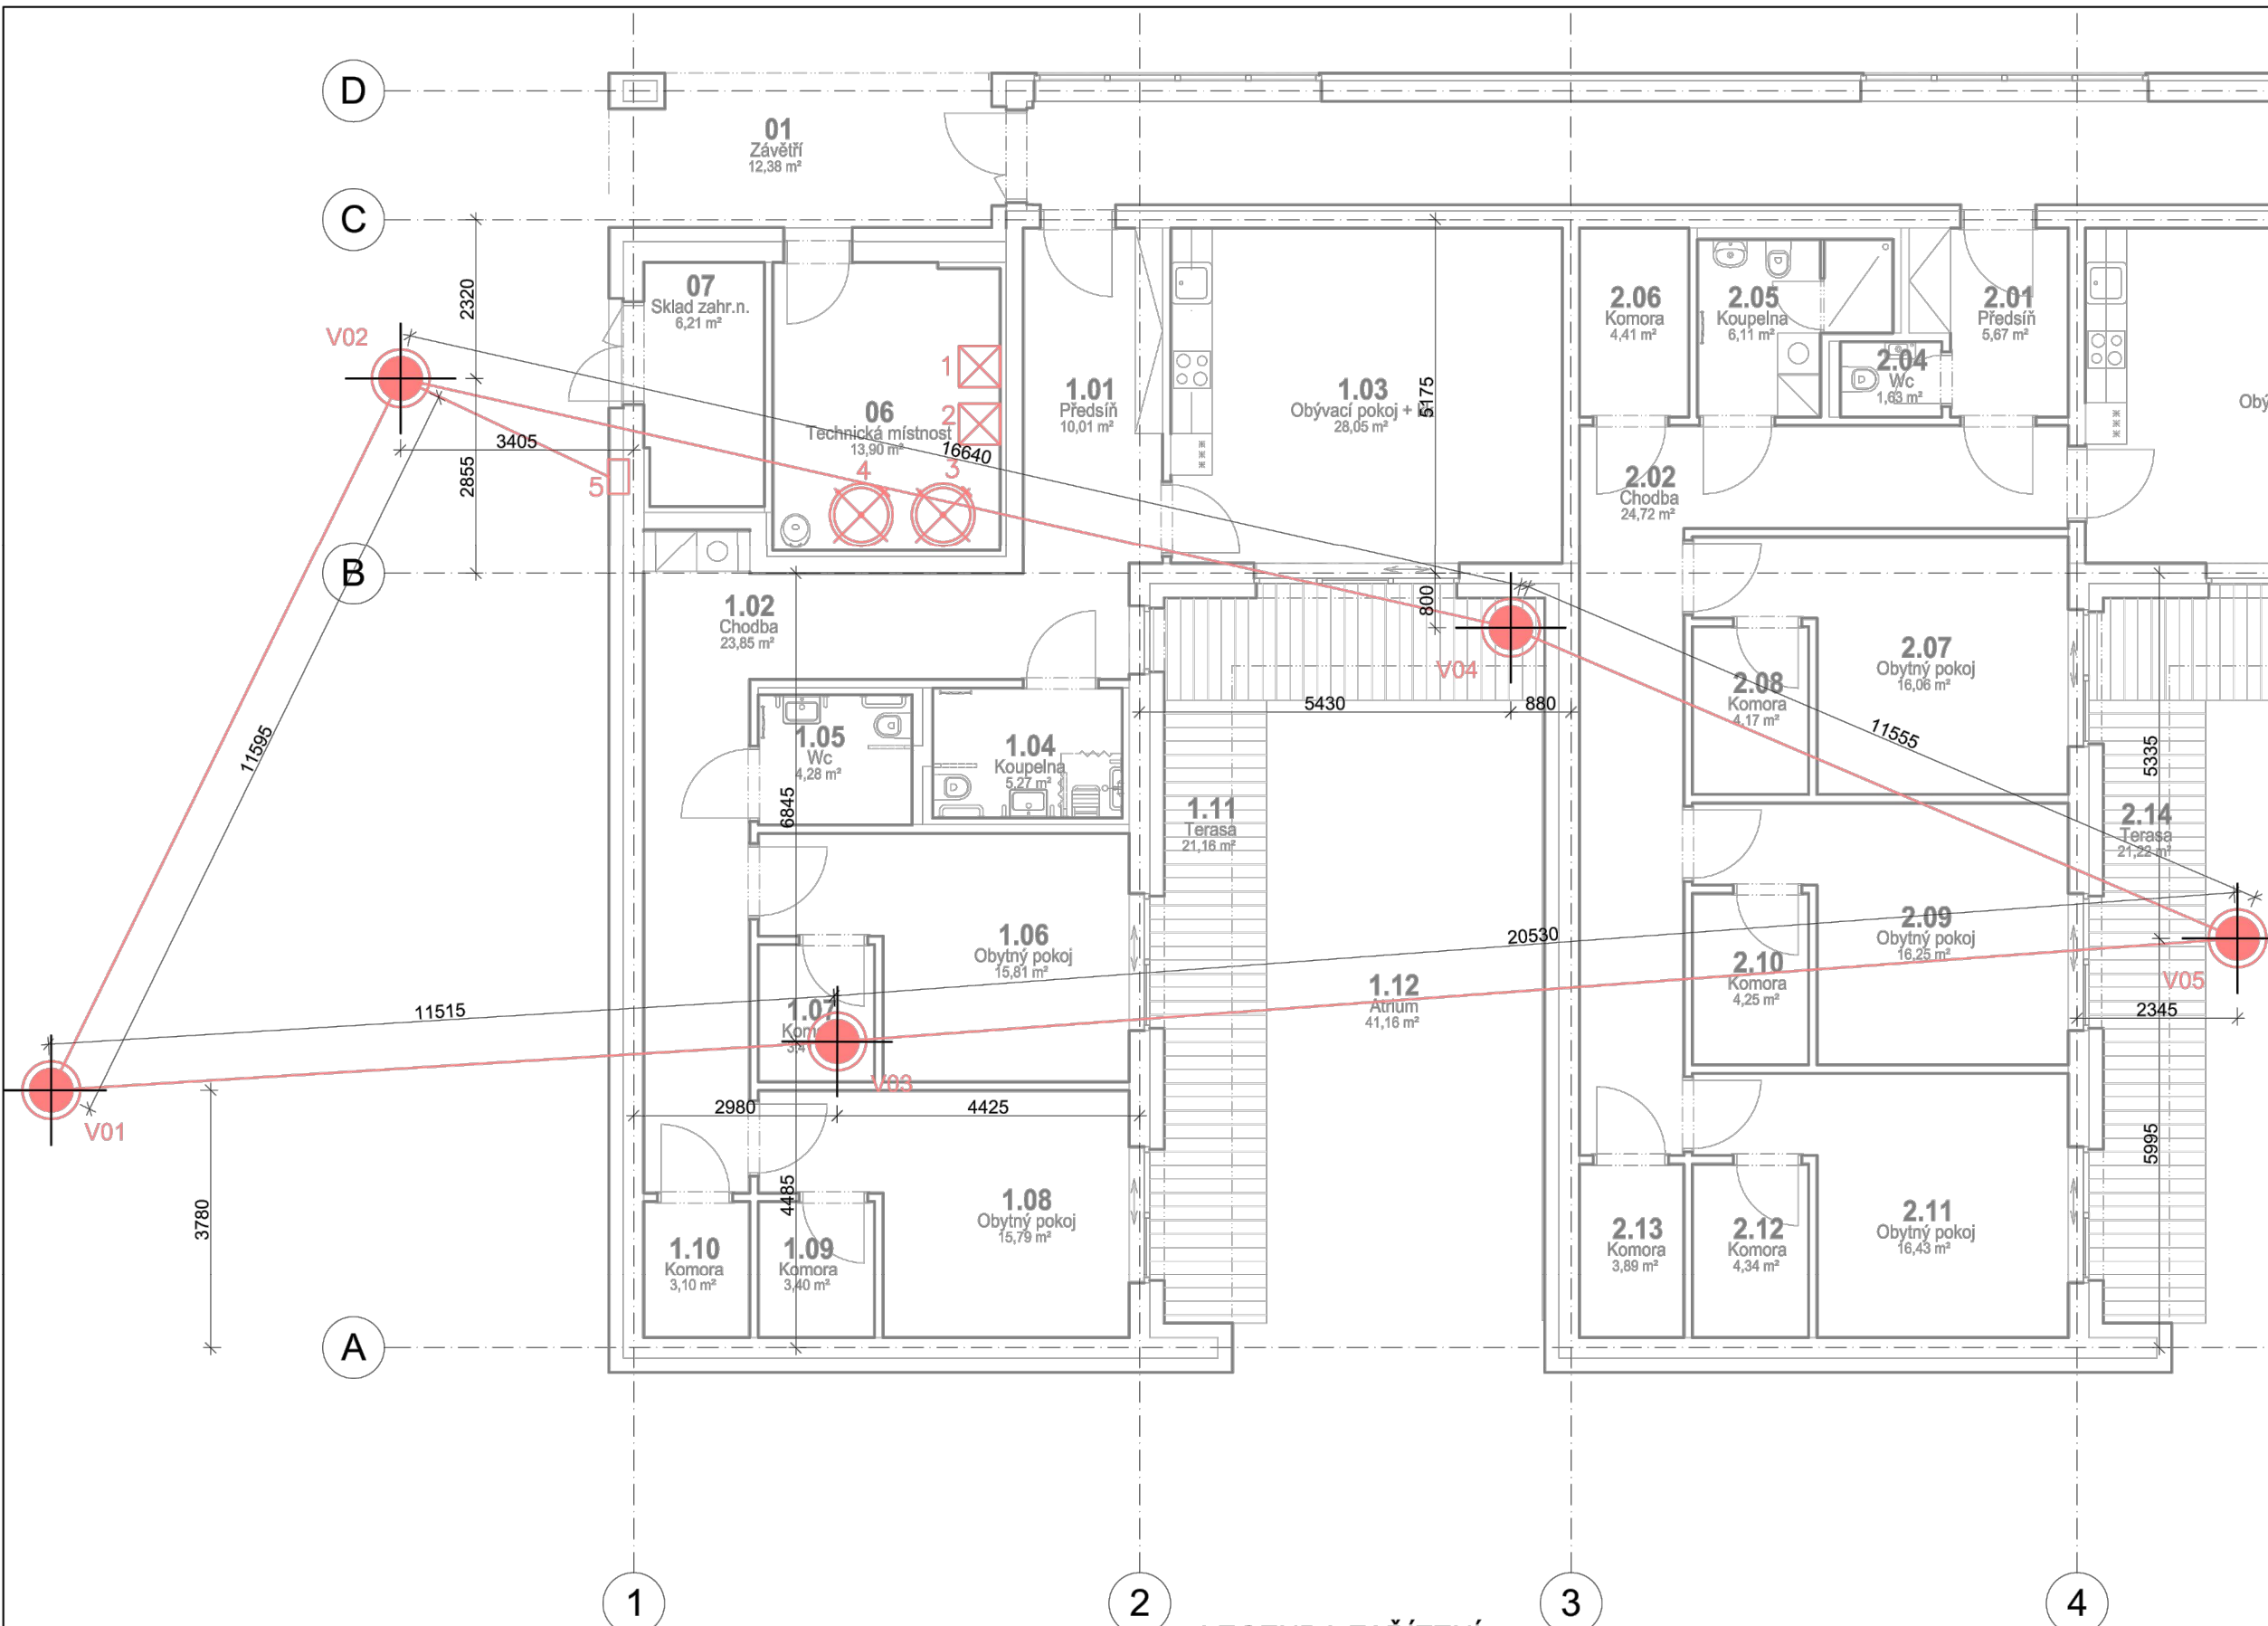 D
01
Závětří
12,38 m²
C
2320
V02
07
Sklad zahr.n.
6,21 m²
1
2
06
Technická místnost
13,90 m²
4
3
16640
3405
2855
5
1.01
Předsíň
10,01 m²
1.03
Obývací pokoj +
28,05 m²
5175
2.06
Komora
4,41 m²
2.05
Koupelna
6,11 m²
2.04
Wc
1,63 m²
2.01
Předsíň
5,67 m²
2.02
Chodba
24,72 m²
B
1.02
Chodba
23,85 m²
800
V04
5430
880
2.07
Obytný pokoj
16,06 m²
2.08
Komora
4,17 m²
11555
5335
11595
1.05
Wc
4,28 m²
1.04
Koupelna
5,27 m²
6845
1.11
Terasa
21,16 m²
2.14
Terasa
21,22 m²
1.06
Obytný pokoj
15,81 m²
20530
2.09
Obytný pokoj
16,25 m²
2.10
Komora
4,25 m²
V05
2345
11515
1.07
1.12
Atrium
41,16 m²
V03
V01
2980
4425
5995
3780
4485
1.08
Obytný pokoj
15,79 m²
1.10
Komora
3,10 m²
1.09
Komora
3,40 m²
2.13
Komora
3,89 m²
2.12
Komora
4,34 m²
2.11
Obytný pokoj
16,43 m²
A
1
2
3
4